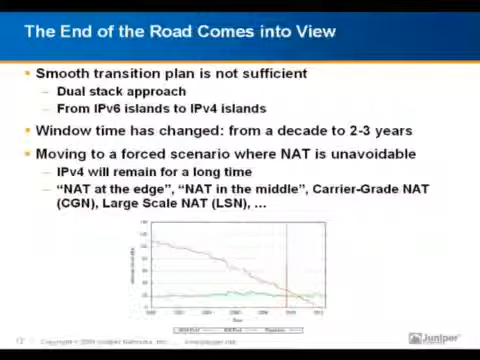 The End of the Road Comes into View
Smooth transition plan is not sufficient
– Dual stack approach
– From IPv6 islands to IPv4 islands
Window time has changed: from a decade to 2-3 years
Moving to a forced scenario where NAT is unavoidable
– IPv4 will remain for a long time
– “NAT at the edge”, “NAT in the middle”, Carrier-Grade NAT
(CGN), Large Scale NAT (LSN), …
Juniper